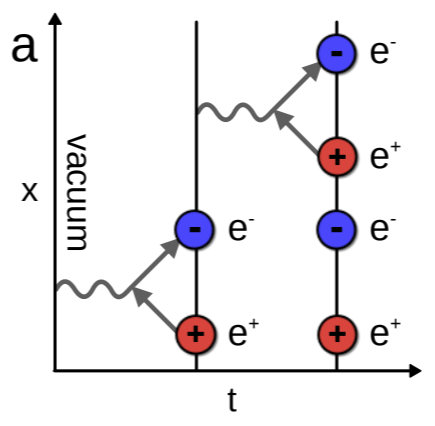 a
e⁻
e⁺
vacuum
x
- e⁻
- e⁻
+ e⁺
+ e⁺
t